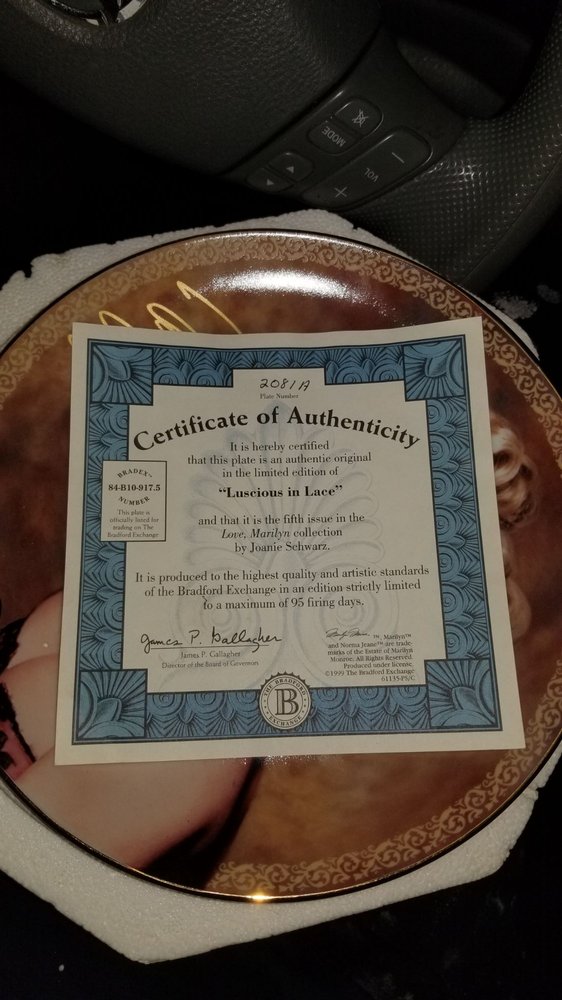 MODE
VOL
2081A
Plate Number
Certificate of Authenticity
It is hereby certified
that this plate is an authentic original
in the limited edition of
"Luscious in Lace"
and that it is the fifth issue in the
Love, Marilyn collection
by Joanie Schwarz.
BRADEX™
84-B10-917.5
NUMBER
This plate is
officially listed for
trading on The
Bradford Exchange
It is produced to the highest quality and artistic standards
of the Bradford Exchange in an edition strictly limited
to a maximum of 95 firing days.
James P. Gallagher
James P. Gallagher
Director of the Board of Governors
™, Marilyn™
and Norma Jeane™ are trade-
marks of the Estate of Marilyn
Monroe. All Rights Reserved.
Produced under license.
©1999 The Bradford Exchange
61135-PS/C
THE BRADFORD
B
EXCHANGE